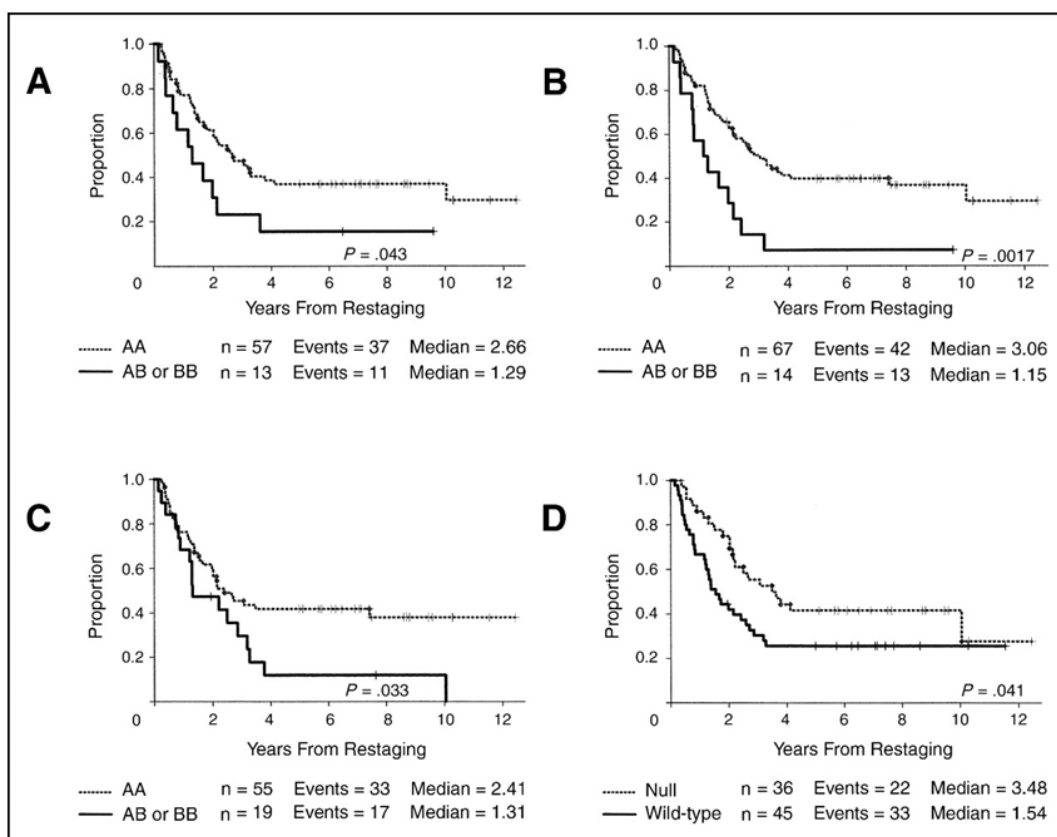 A
Proportion
1.0
0.8
0.6
0.4
0.2
0
2
4
6
8
10
12
P = .043
Years From Restaging
AA n = 57 Events = 37 Median = 2.66
AB or BB n = 13 Events = 11 Median = 1.29
B
Proportion
1.0
0.8
0.6
0.4
0.2
0
2
4
6
8
10
12
P = .0017
Years From Restaging
AA n = 67 Events = 42 Median = 3.06
AB or BB n = 14 Events = 13 Median = 1.15
C
Proportion
1.0
0.8
0.6
0.4
0.2
0
2
4
6
8
10
12
P = .033
Years From Restaging
AA n = 55 Events = 33 Median = 2.41
AB or BB n = 19 Events = 17 Median = 1.31
D
Proportion
1.0
0.8
0.6
0.4
0.2
0
2
4
6
8
10
12
P = .041
Years From Restaging
Null n = 36 Events = 22 Median = 3.48
Wild-type n = 45 Events = 33 Median = 1.54